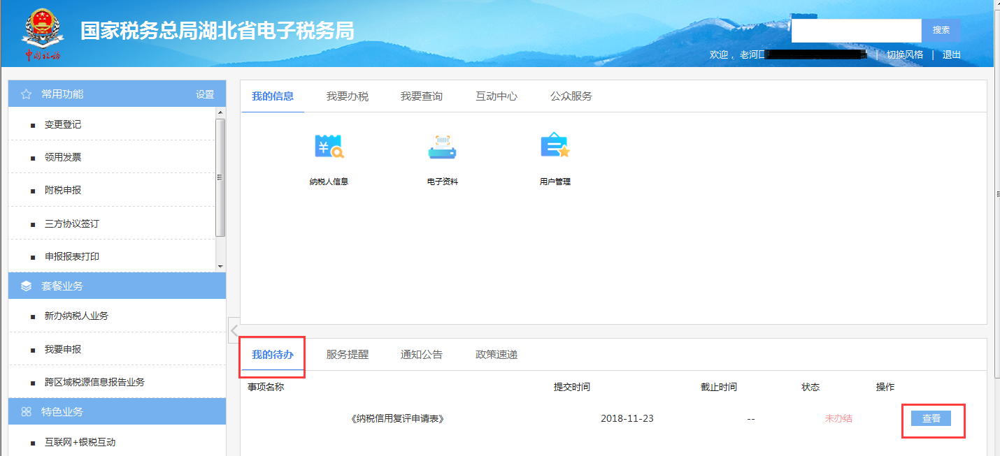 国家税务总局湖北省电子税务局
中国税务
搜索
欢迎，老河口
| 切换风格 | 退出
常用功能 设置
变更登记
领用发票
附税申报
三方协议签订
申报报表打印
套餐业务
新办纳税人业务
我要申报
跨区域税源信息报告业务
特色业务
互联网+银税互动
我的信息 我要办税 我要查询 互动中心 公众服务
纳税人信息 电子资料 用户管理
我的待办 服务提醒 通知公告 政策速递
事项名称 提交时间 截止时间 状态 操作
《纳税信用复评申请表》 2018-11-23 -- 未办结 查看